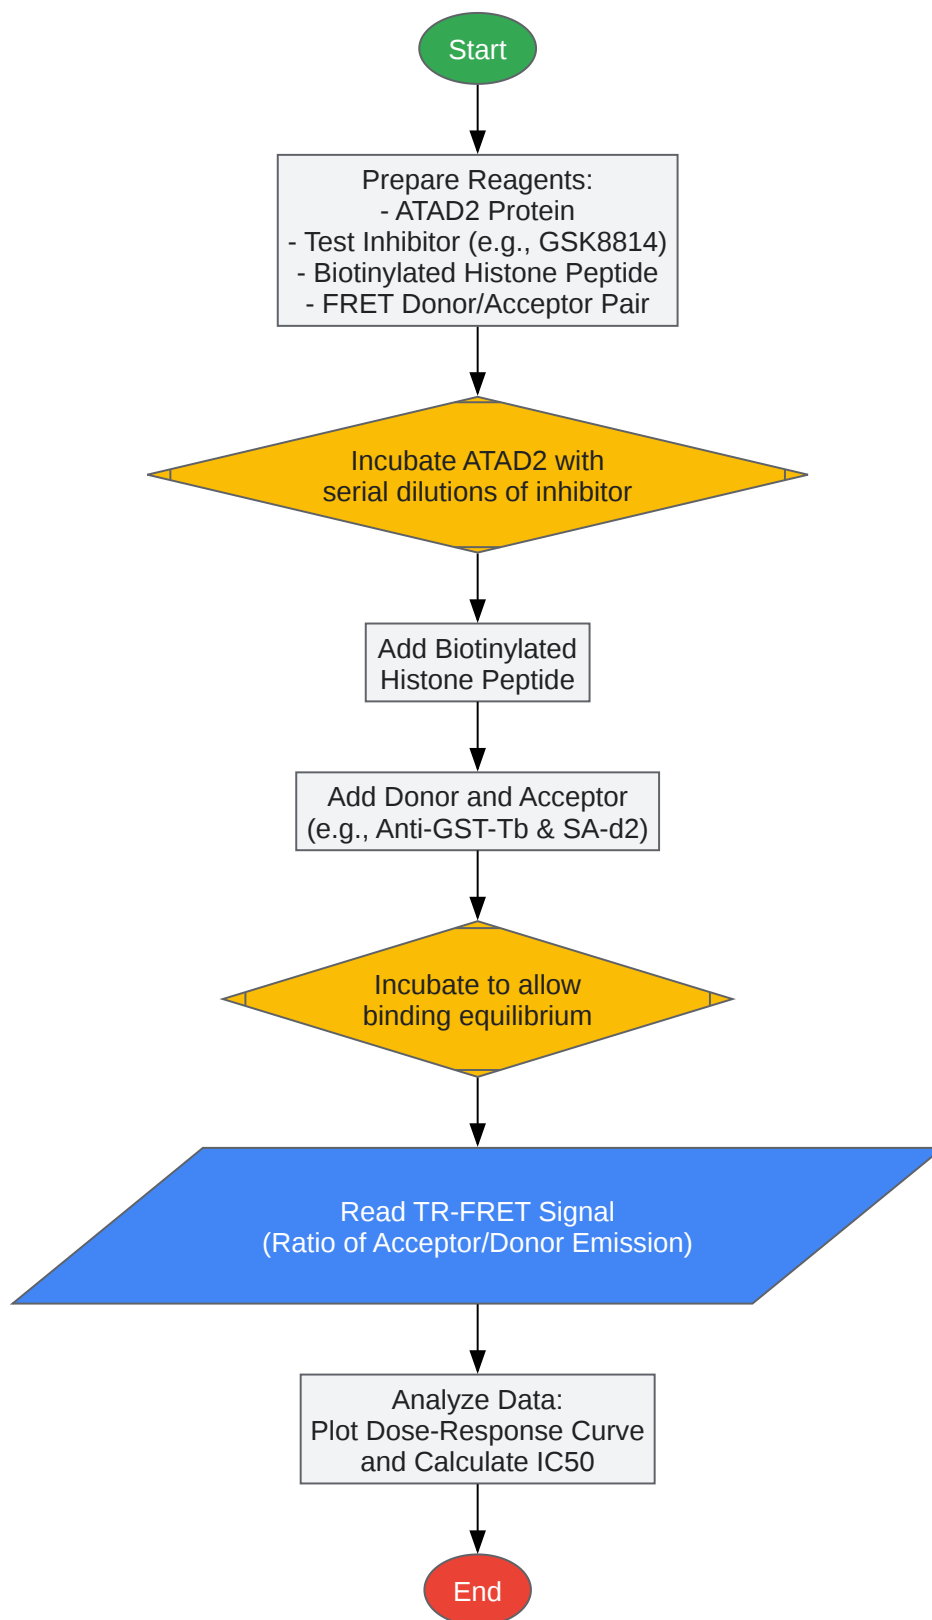 Start
Prepare Reagents:
- ATAD2 Protein
- Test Inhibitor (e.g., GSK8814)
- Biotinylated Histone Peptide
- FRET Donor/Acceptor Pair
Incubate ATAD2 with
serial dilutions of inhibitor
Add Biotinylated
Histone Peptide
Add Donor and Acceptor
(e.g., Anti-GST-Tb & SA-d2)
Incubate to allow
binding equilibrium
Read TR-FRET Signal
(Ratio of Acceptor/Donor Emission)
Analyze Data:
Plot Dose-Response Curve
and Calculate IC50
End